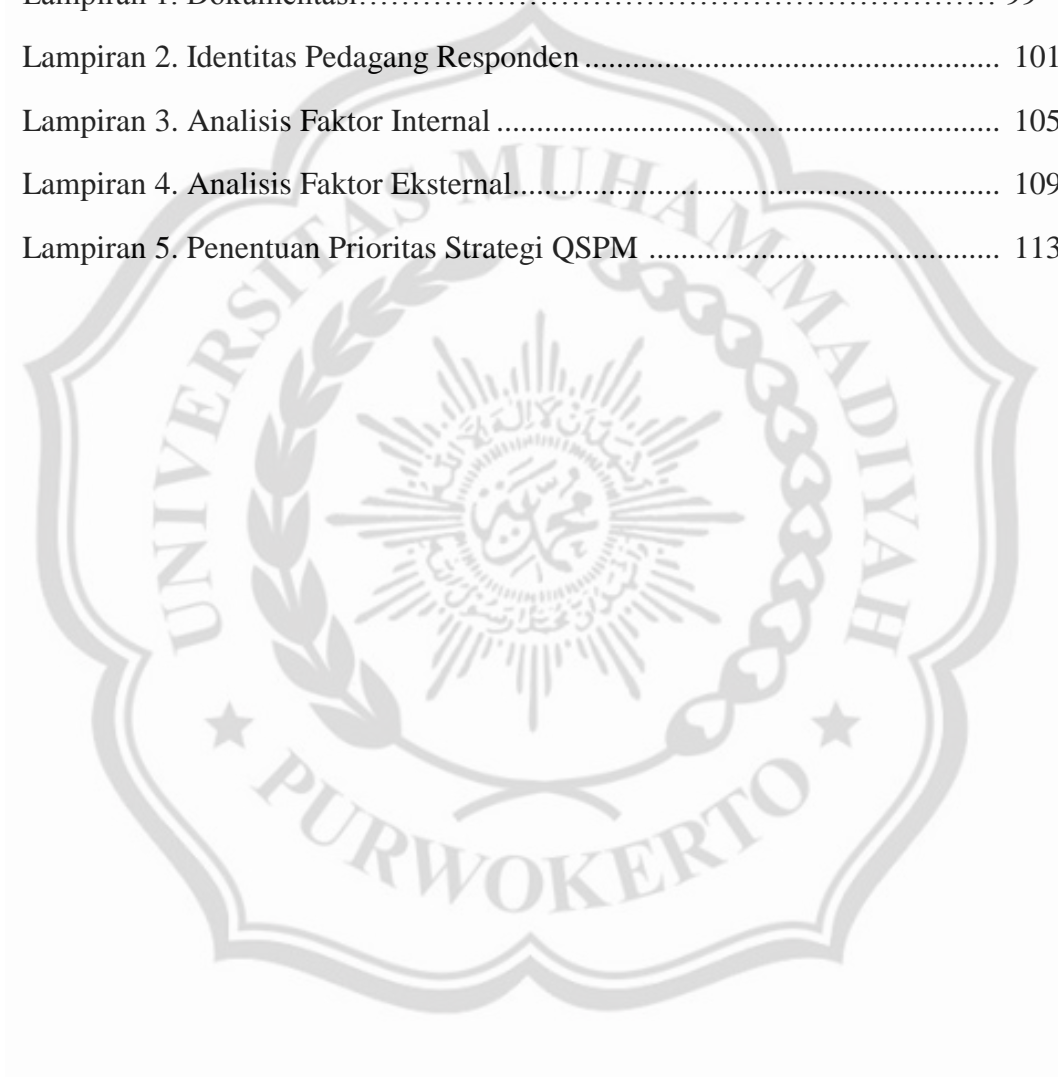 Lampiran 1. Dokumentasi…………………………………………………………… 99
Lampiran 2. Identitas Pedagang Responden.................................................... 101
Lampiran 3. Analisis Faktor Internal............................................................... 105
Lampiran 4. Analisis Faktor Eksternal............................................................. 109
Lampiran 5. Penentuan Prioritas Strategi QSPM ............................................ 113
UNIVERSITAS MUHAMMADIYAH
PURWOKERTO